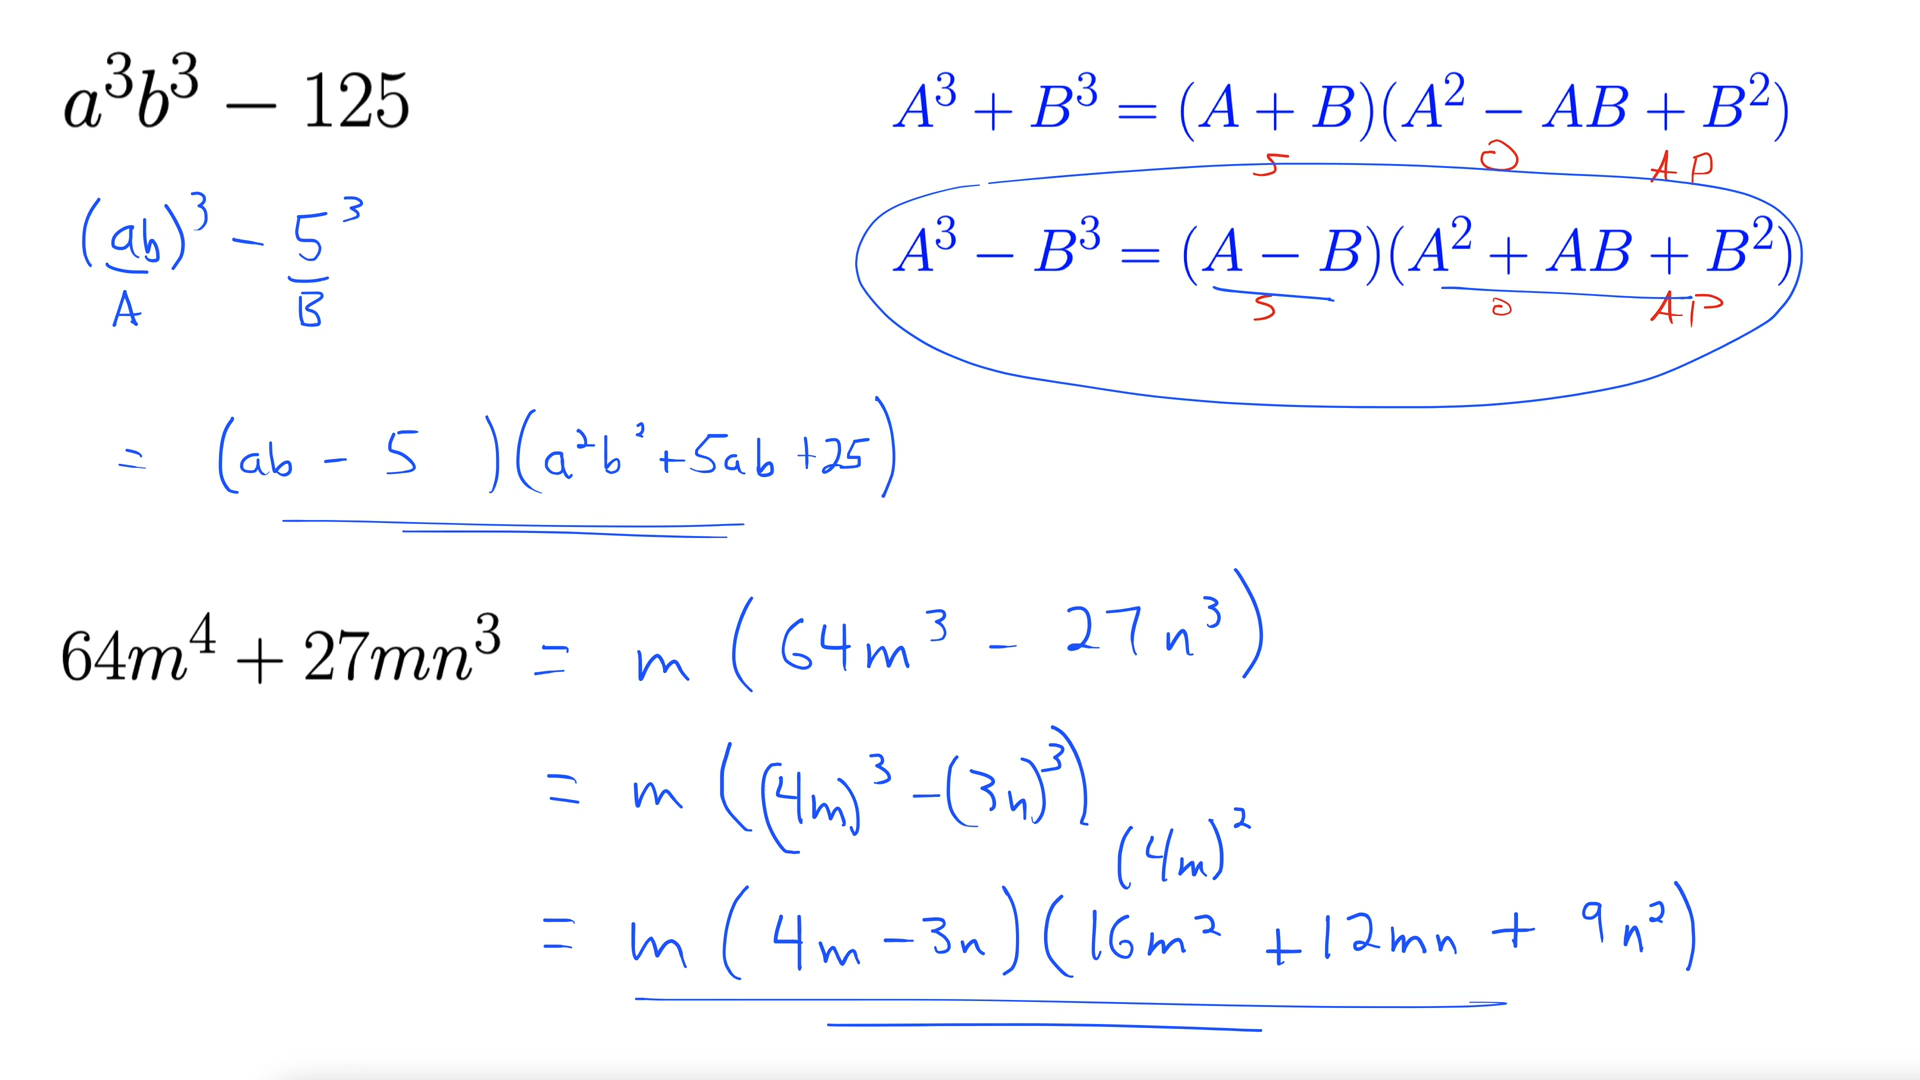 a³b³ − 125
A³ + B³ = (A + B)(A² − AB + B²)
S O AP
(ab)³ − 5³
A³ − B³ = (A − B)(A² + AB + B²)
A B
S O AP
= (ab − 5 )(a²b² + 5ab + 25)
64m⁴ + 27mn³ = m (64m³ − 27n³)
= m ((4m)³ − (3n)³)
(4m)²
= m (4m − 3n)(16m² + 12mn + 9n²)